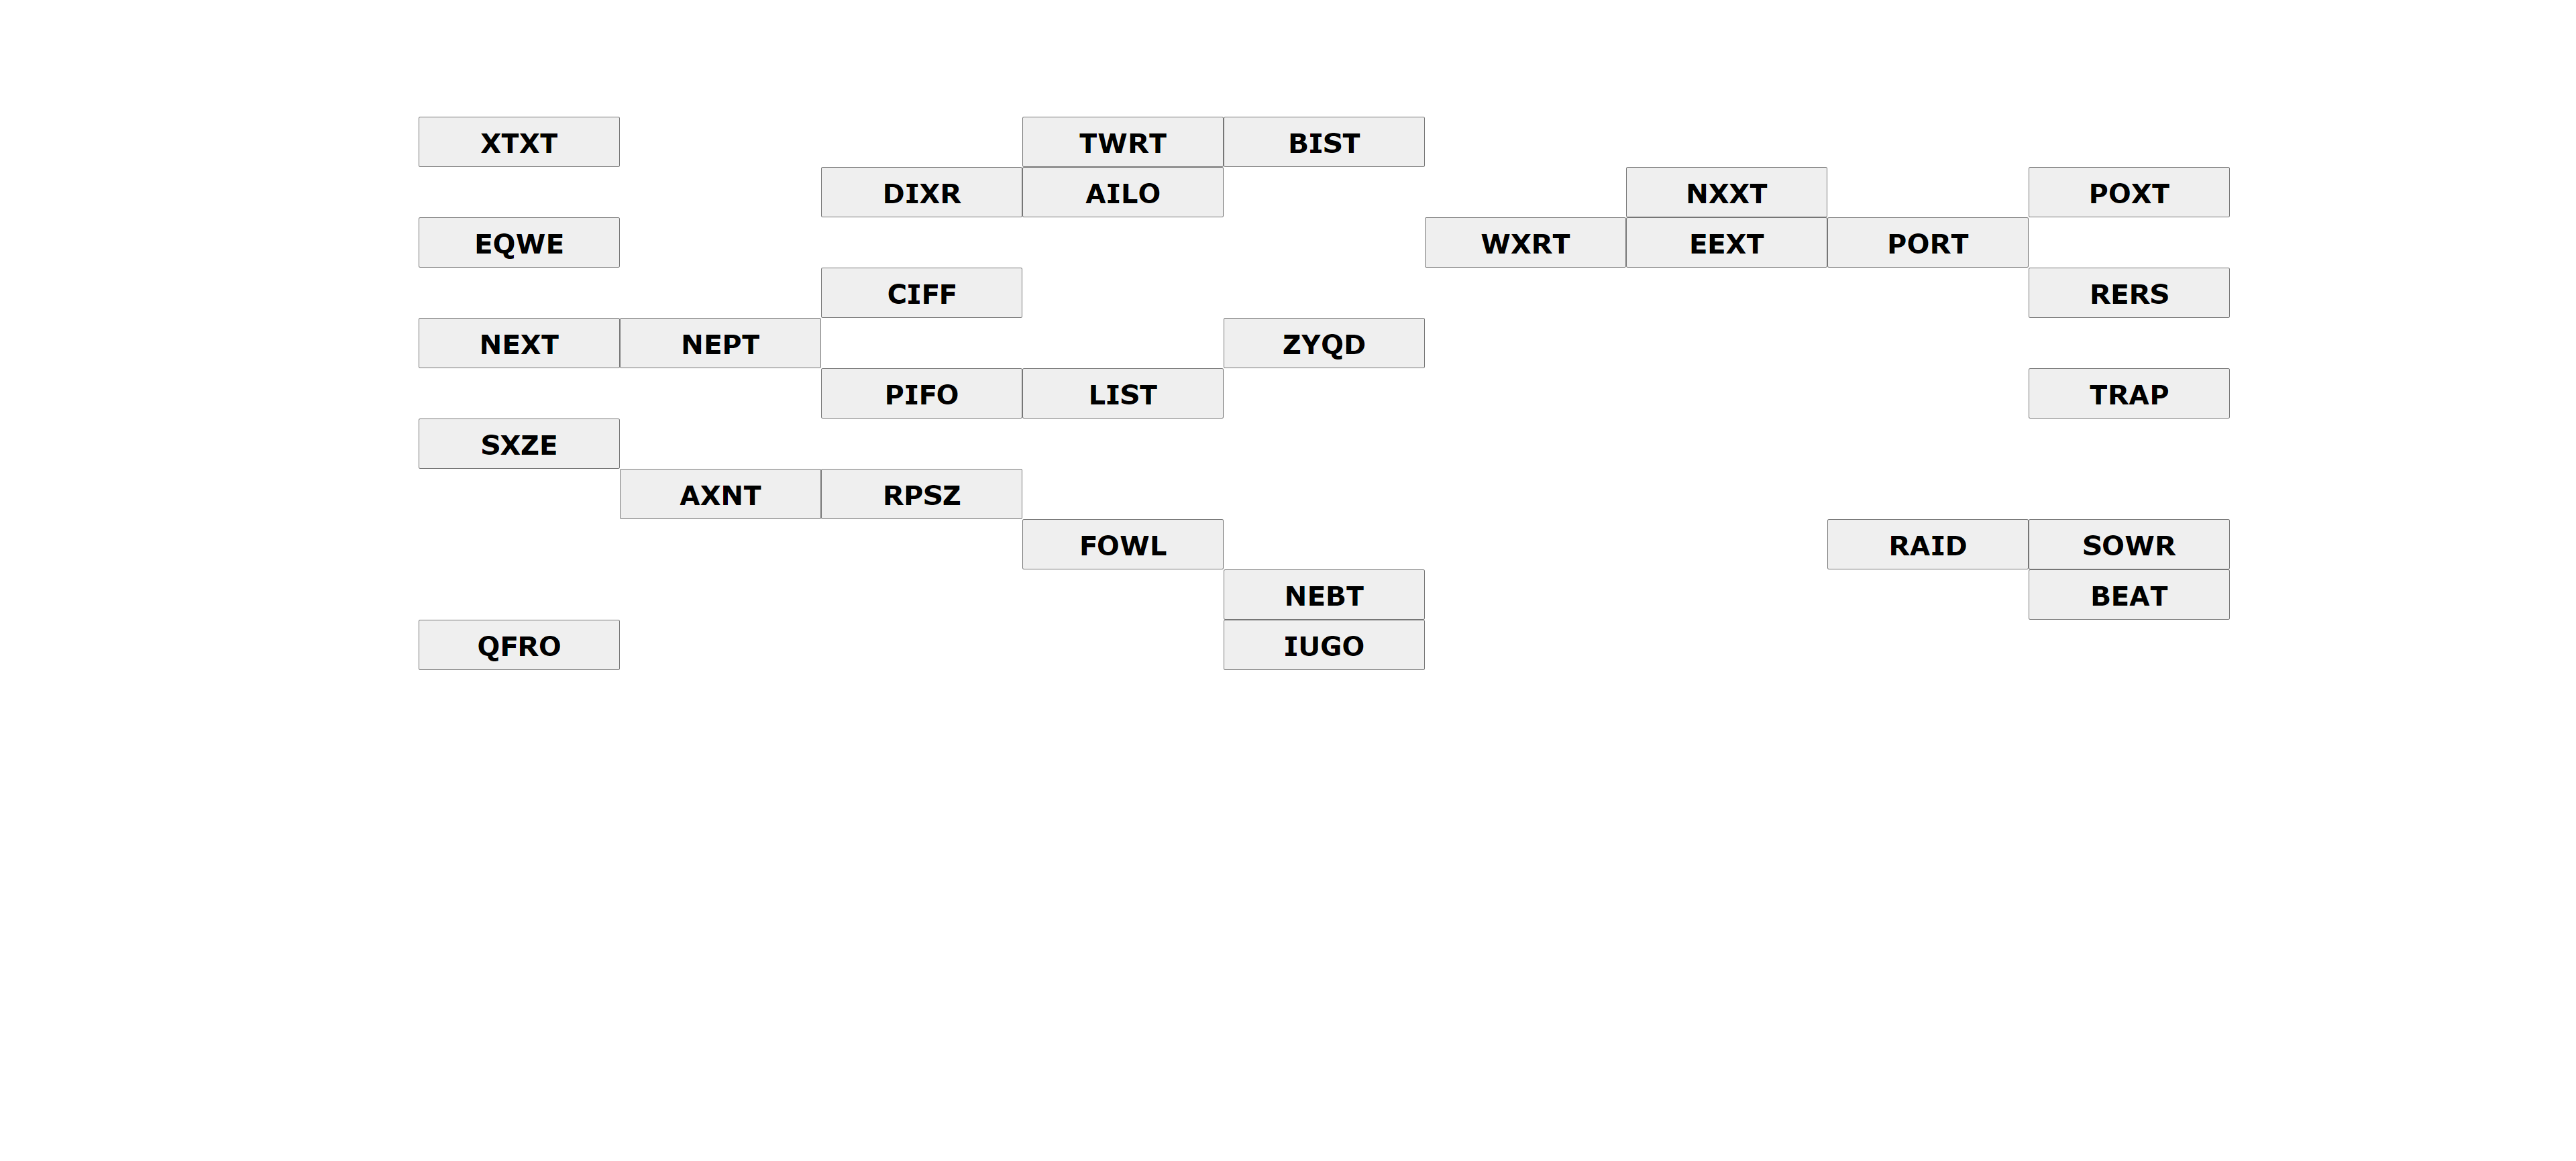 XTXT TWRT BIST
DIXR AILO NXXT POXT
EQWE WXRT EEXT PORT
CIFF RERS
NEXT NEPT ZYQD
PIFO LIST TRAP
SXZE
AXNT RPSZ
FOWL RAID SOWR
NEBT BEAT
QFRO IUGO